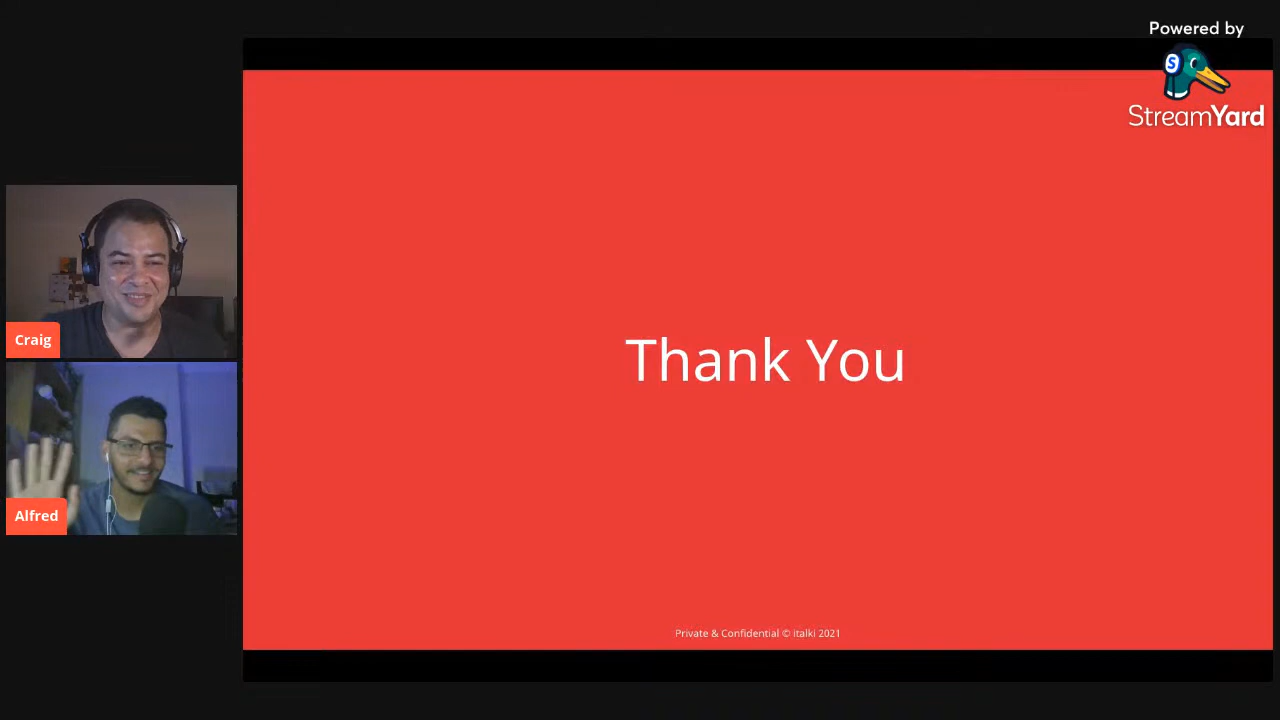 Powered by
S
StreamYard
Craig
Thank You
Alfred
Private & Confidential © italki 2021